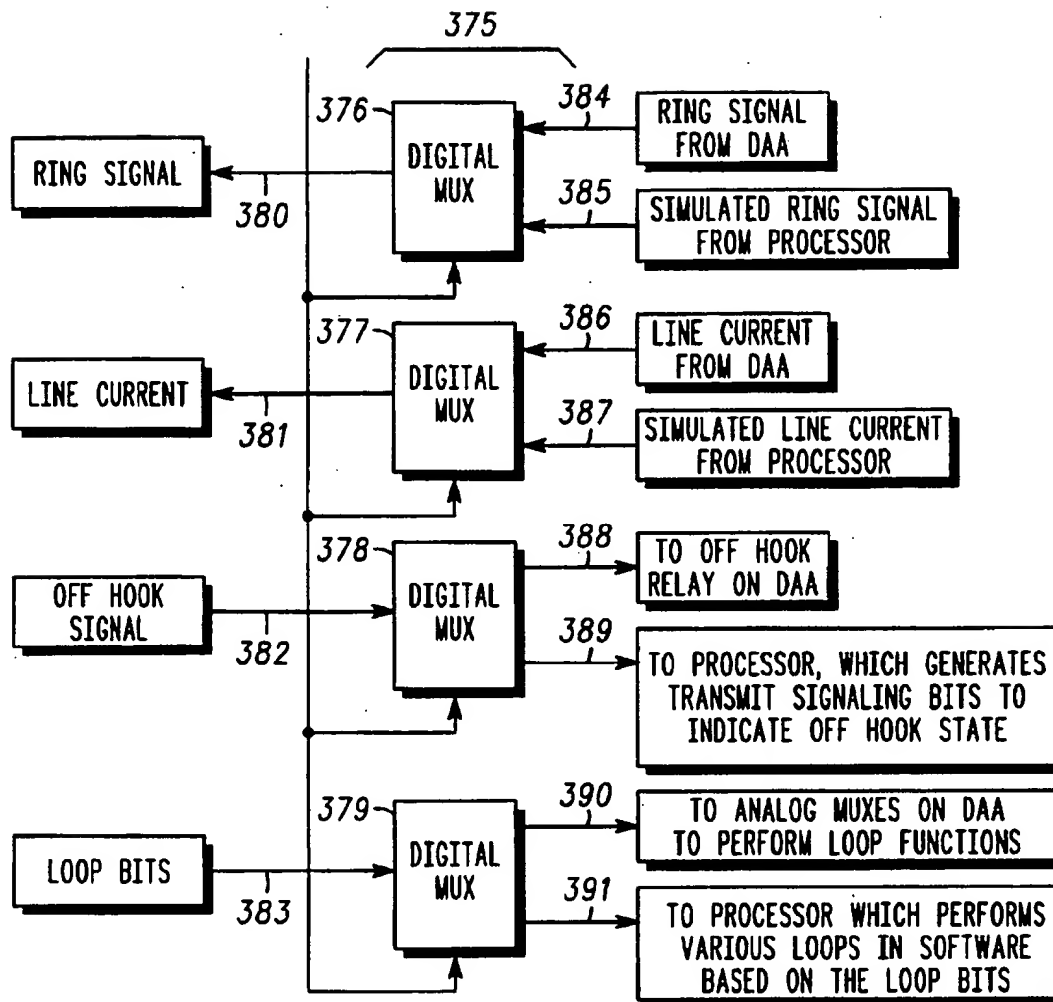 375
376
384
RING SIGNAL
FROM DAA
DIGITAL
MUX
RING SIGNAL
380
385
SIMULATED RING SIGNAL
FROM PROCESSOR
377
386
LINE CURRENT
FROM DAA
DIGITAL
MUX
LINE CURRENT
381
387
SIMULATED LINE CURRENT
FROM PROCESSOR
378
388
TO OFF HOOK
RELAY ON DAA
DIGITAL
MUX
OFF HOOK
SIGNAL
382
389
TO PROCESSOR, WHICH GENERATES
TRANSMIT SIGNALING BITS TO
INDICATE OFF HOOK STATE
379
390
TO ANALOG MUXES ON DAA
TO PERFORM LOOP FUNCTIONS
DIGITAL
MUX
LOOP BITS
383
391
TO PROCESSOR WHICH PERFORMS
VARIOUS LOOPS IN SOFTWARE
BASED ON THE LOOP BITS